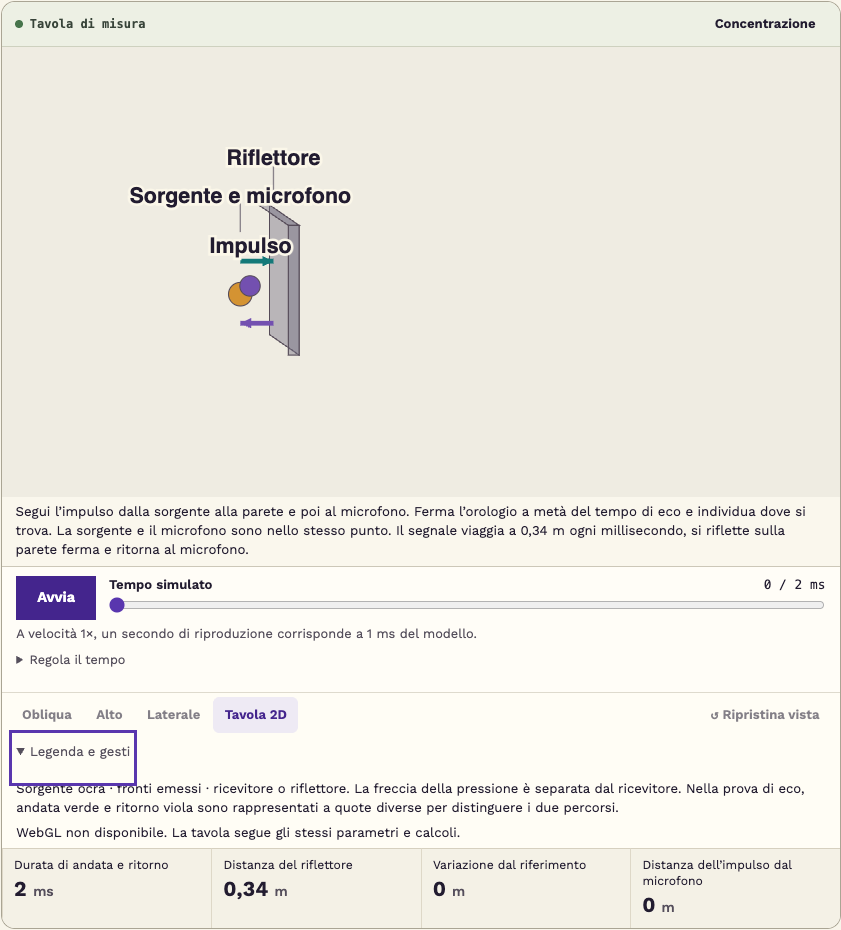 Tavola di misura
Concentrazione
Riflettore
Sorgente e microfono
Impulso
Segui l’impulso dalla sorgente alla parete e poi al microfono. Ferma l’orologio a metà del tempo di eco e individua dove si
trova. La sorgente e il microfono sono nello stesso punto. Il segnale viaggia a 0,34 m ogni millisecondo, si riflette sulla
parete ferma e ritorna al microfono.
Avvia
Tempo simulato
0 / 2 ms
A velocità 1×, un secondo di riproduzione corrisponde a 1 ms del modello.
Regola il tempo
Obliqua
Alto
Laterale
Tavola 2D
↺ Ripristina vista
Legenda e gesti
Sorgente ocra · fronti emessi · ricevitore o riflettore. La freccia della pressione è separata dal ricevitore. Nella prova di eco,
andata verde e ritorno viola sono rappresentati a quote diverse per distinguere i due percorsi.
WebGL non disponibile. La tavola segue gli stessi parametri e calcoli.
Durata di andata e ritorno
2 ms
Distanza del riflettore
0,34 m
Variazione dal riferimento
0 m
Distanza dell’impulso dal
microfono
0 m